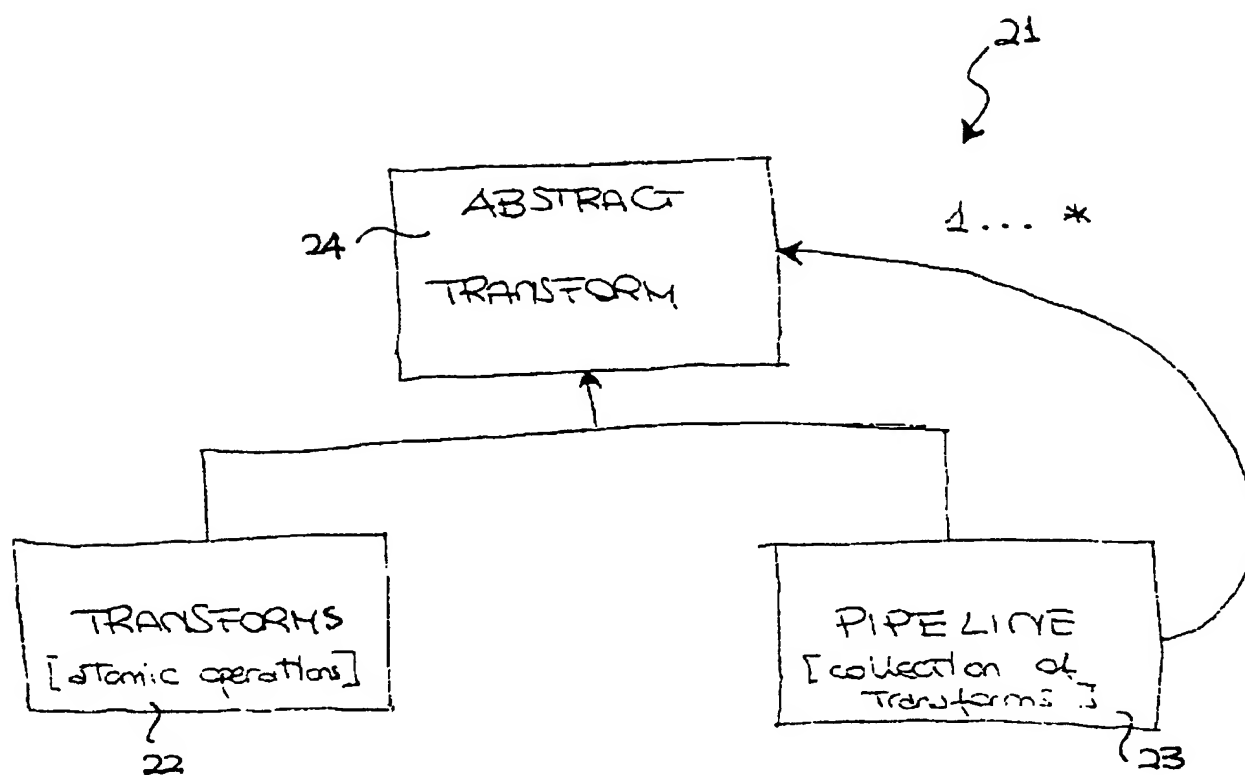 21
ABSTRACT
TRANSFORM
24
1... *
TRANSFORMS
[atomic operations]
22
PIPELINE
[collection of
Transforms]
23